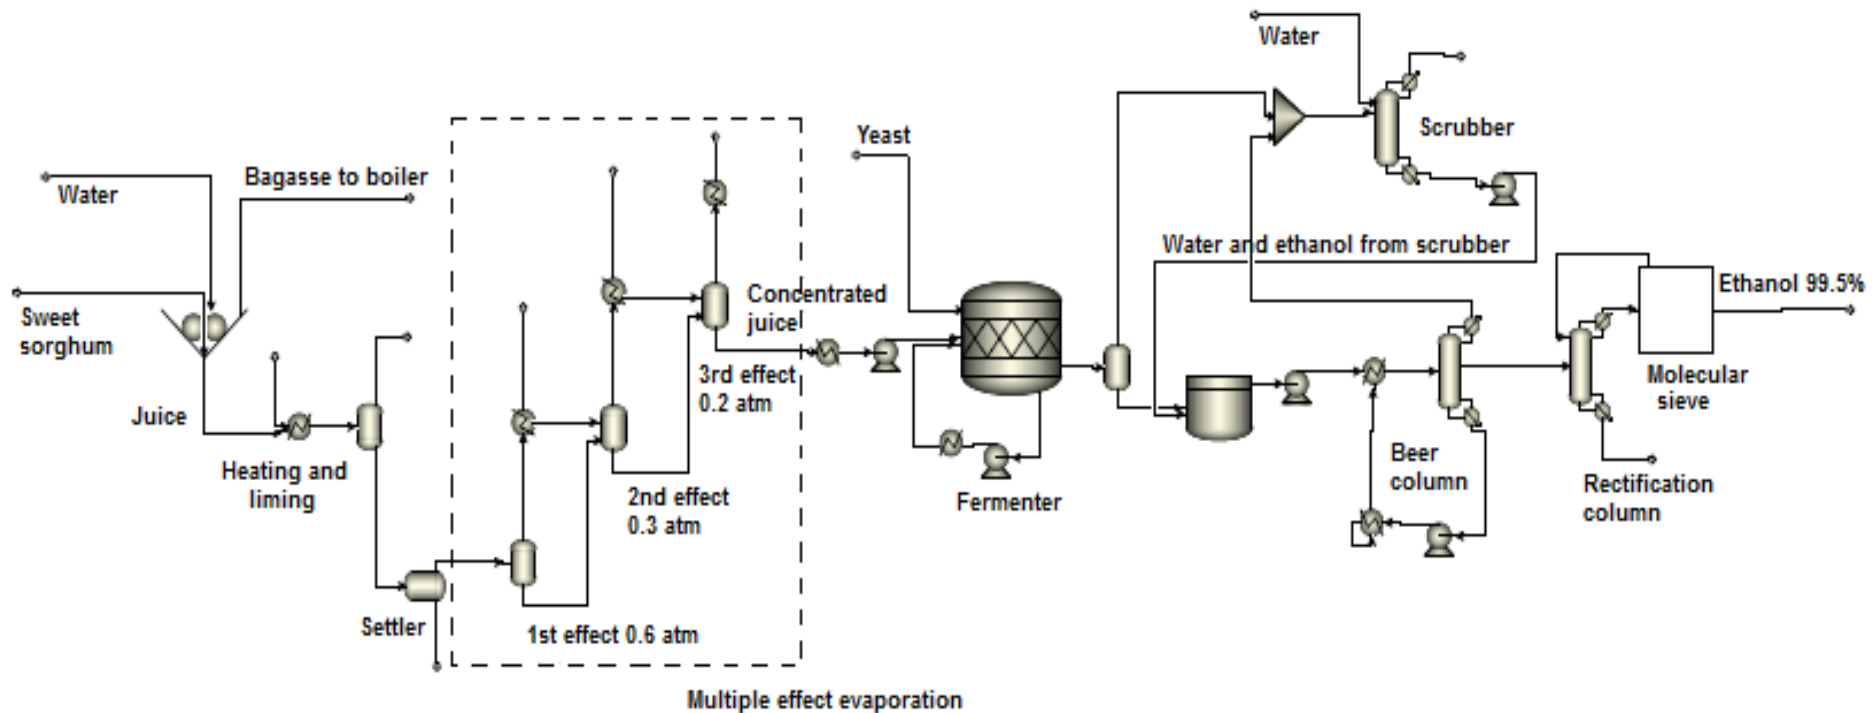 Water
Bagasse to boiler
Sweet
sorghum
Juice
Heating and
liming
Settler
1st effect 0.6 atm
2nd effect
0.3 atm
3rd effect
0.2 atm
Multiple effect evaporation
Concentrated
juice
Yeast
Fermenter
Water
Scrubber
Water and ethanol from scrubber
Beer
column
Rectification
column
Molecular
sieve
Ethanol 99.5%